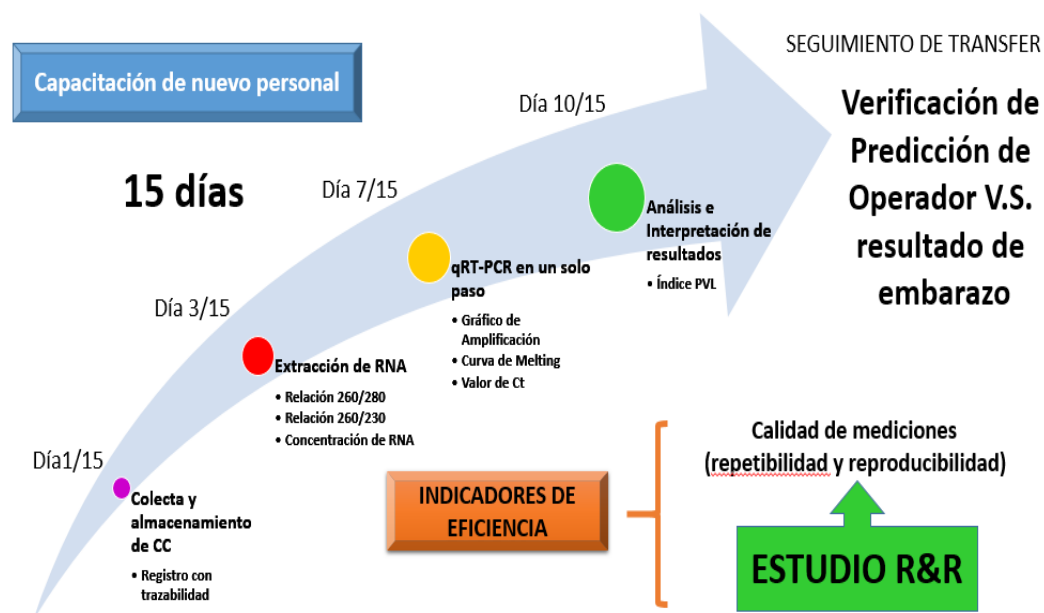 Capacitación de nuevo personal
15 días
Día1/15
Colecta y
almacenamiento
de CC
• Registro con
trazabilidad
Día 3/15
Extracción de RNA
• Relación 260/280
• Relación 260/230
• Concentración de RNA
Día 7/15
qRT-PCR en un solo
paso
• Gráfico de
Amplificación
• Curva de Melting
• Valor de Ct
Día 10/15
Análisis e
Interpretación de
resultados
• Índice PVL
SEGUIMIENTO DE TRANSFER
Verificación de
Predicción de
Operador V.S.
resultado de
embarazo
INDICADORES DE
EFICIENCIA
Calidad de mediciones
(repetibilidad y reproducibilidad)
ESTUDIO R&R